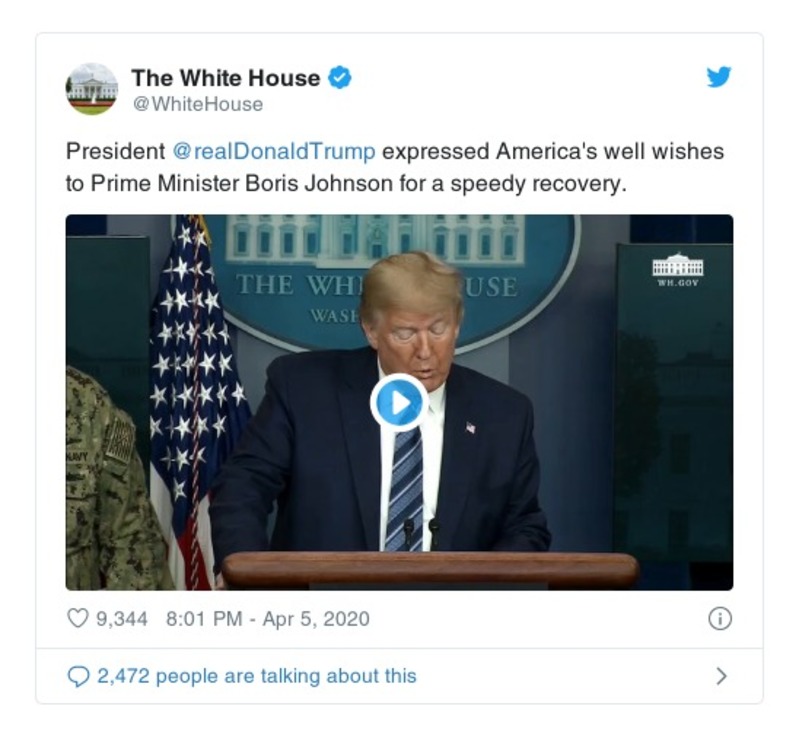 The White House
@WhiteHouse
President @realDonaldTrump expressed America's well wishes
to Prime Minister Boris Johnson for a speedy recovery.
THE WH USE
WASH
WH.GOV
NAVY
9,344 8:01 PM - Apr 5, 2020
2,472 people are talking about this